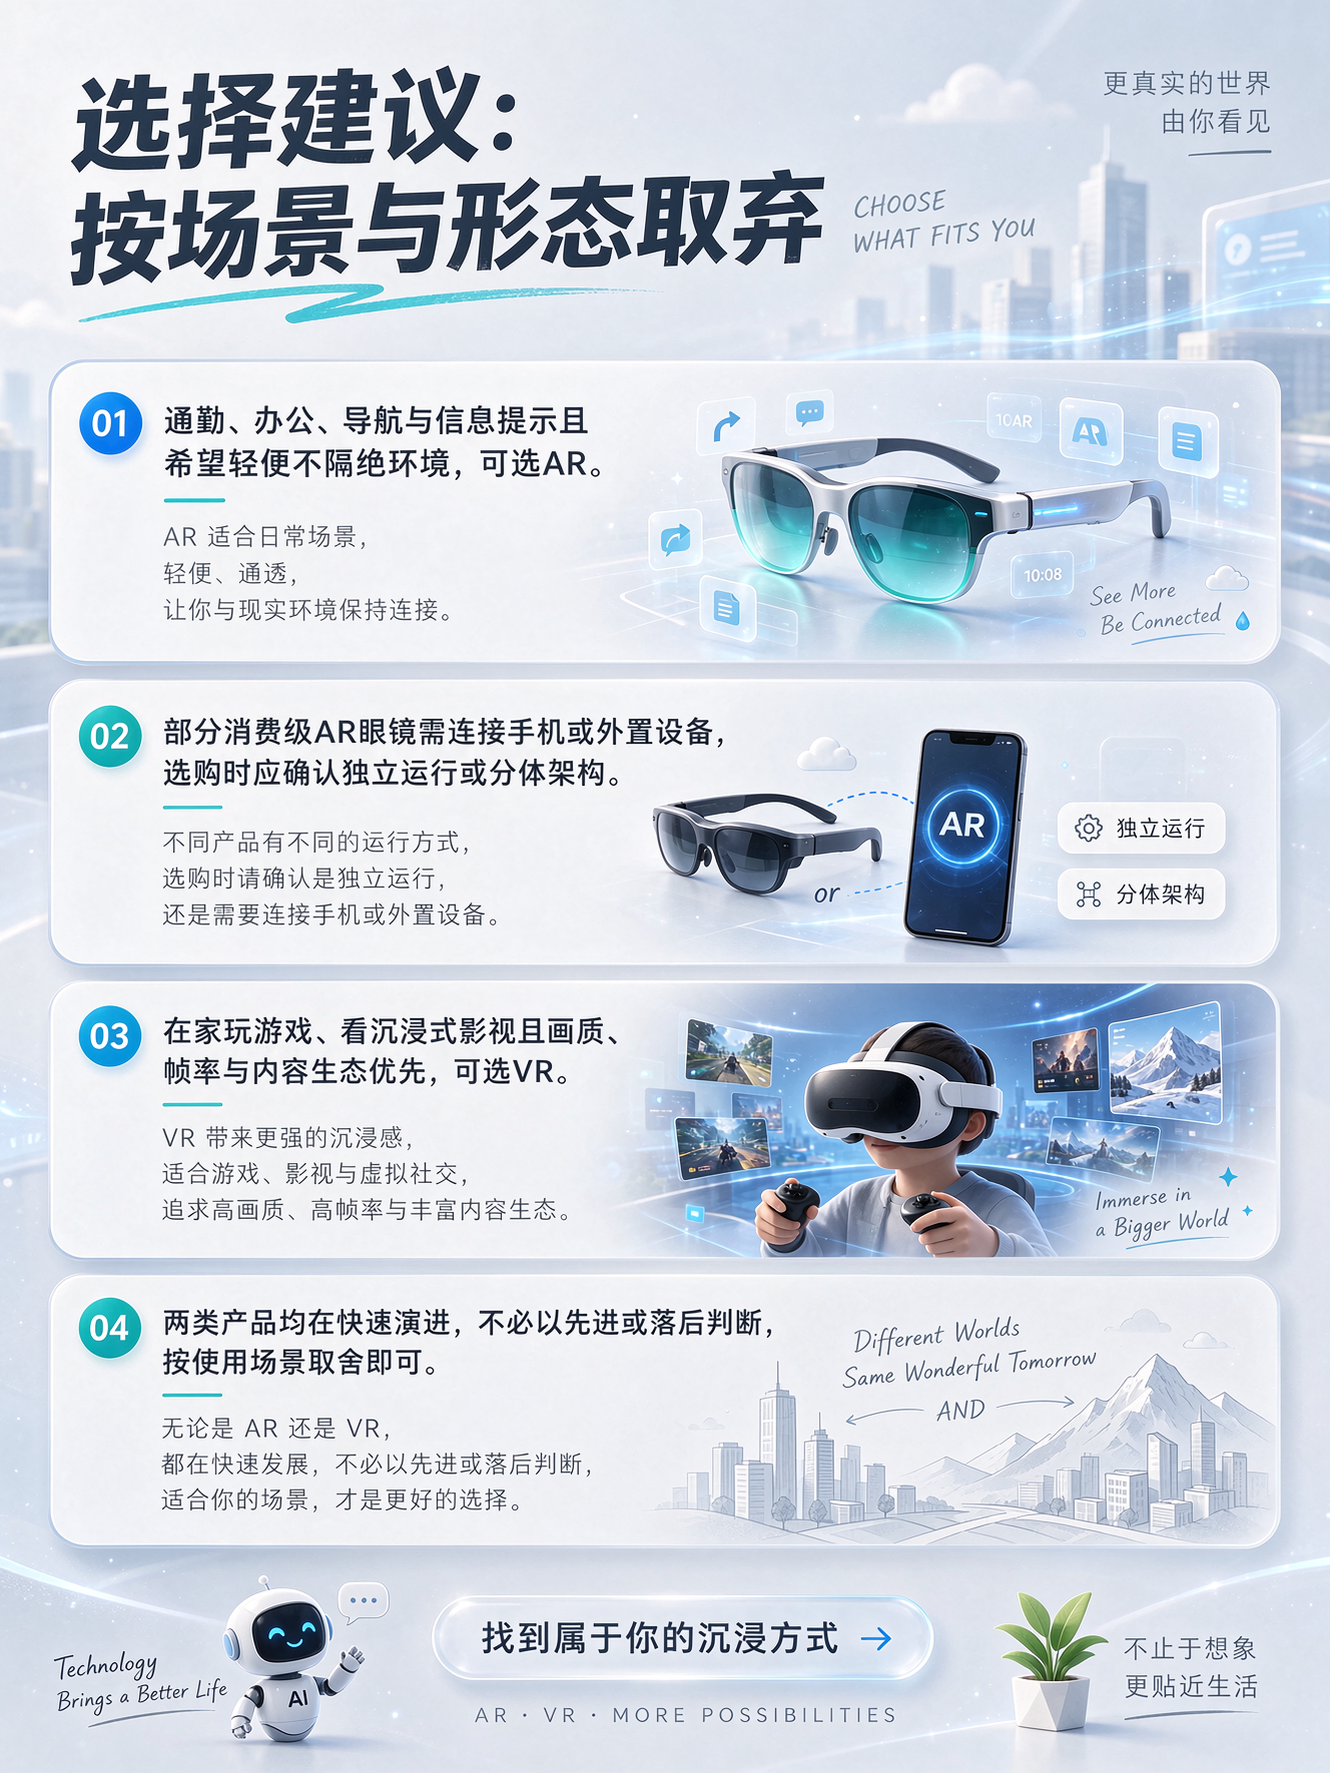 选择建议：
按场景与形态取弃
CHOOSE
WHAT FITS YOU
更真实的世界
由你看见
01
通勤、办公、导航与信息提示且
希望轻便不隔绝环境，可选AR。
AR 适合日常场景，
轻便、通透，
让你与现实环境保持连接。
10AR
AR
10:08
See More
Be Connected
02
部分消费级AR眼镜需连接手机或外置设备，
选购时应确认独立运行或分体架构。
不同产品有不同的运行方式，
选购时请确认是独立运行，
还是需要连接手机或外置设备。
or
AR
独立运行
分体架构
03
在家玩游戏、看沉浸式影视且画质、
帧率与内容生态优先，可选VR。
VR 带来更强的沉浸感，
适合游戏、影视与虚拟社交，
追求高画质、高帧率与丰富内容生态。
Immerse in
a Bigger World
04
两类产品均在快速演进，不必以先进或落后判断，
按使用场景取舍即可。
无论是 AR 还是 VR，
都在快速发展，不必以先进或落后判断，
适合你的场景，才是更好的选择。
Different Worlds
Same Wonderful Tomorrow
AND
Technology
Brings a Better Life
AI
找到属于你的沉浸方式
AR · VR · MORE POSSIBILITIES
不止于想象
更贴近生活